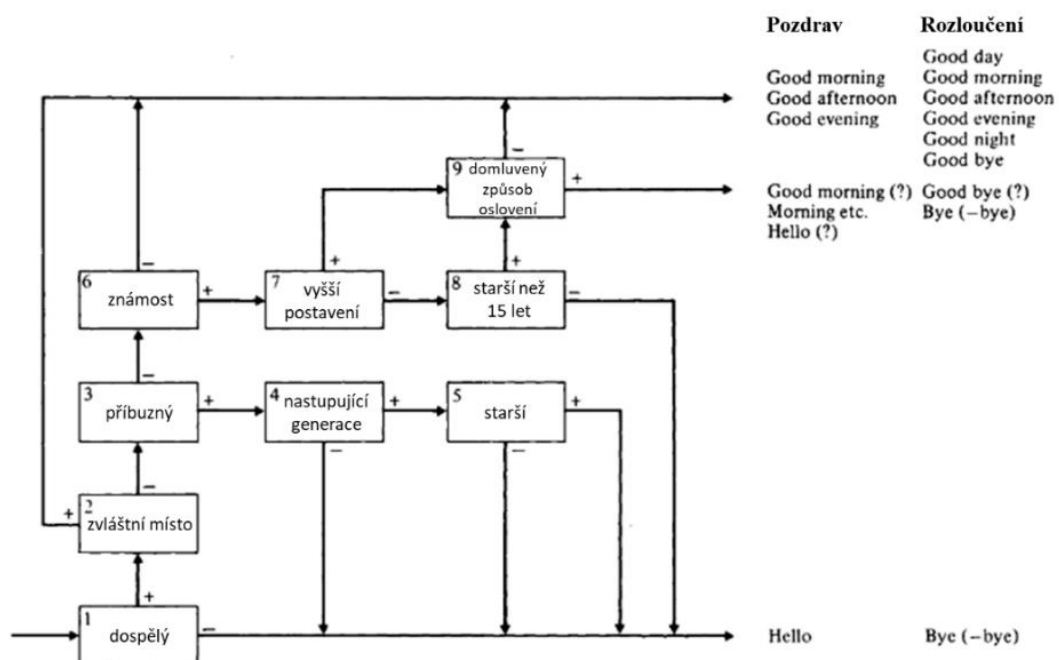 Pozdrav Rozloučení
Good day
Good morning Good morning
Good afternoon Good afternoon
Good evening Good evening
Good night
Good bye
9 domluvený
způsob
oslovení
− +
Good morning (?) Good bye (?)
Morning etc. Bye (−bye)
Hello (?)
− + +
6 známost
+
7 vyšší
postavení
−
8 starší než
15 let
−
−
3 příbuzný
+
4 nastupující
generace
+
5 starší
+
− − −
+ 2 zvláštní místo
+
1 dospělý
−
Hello Bye (−bye)